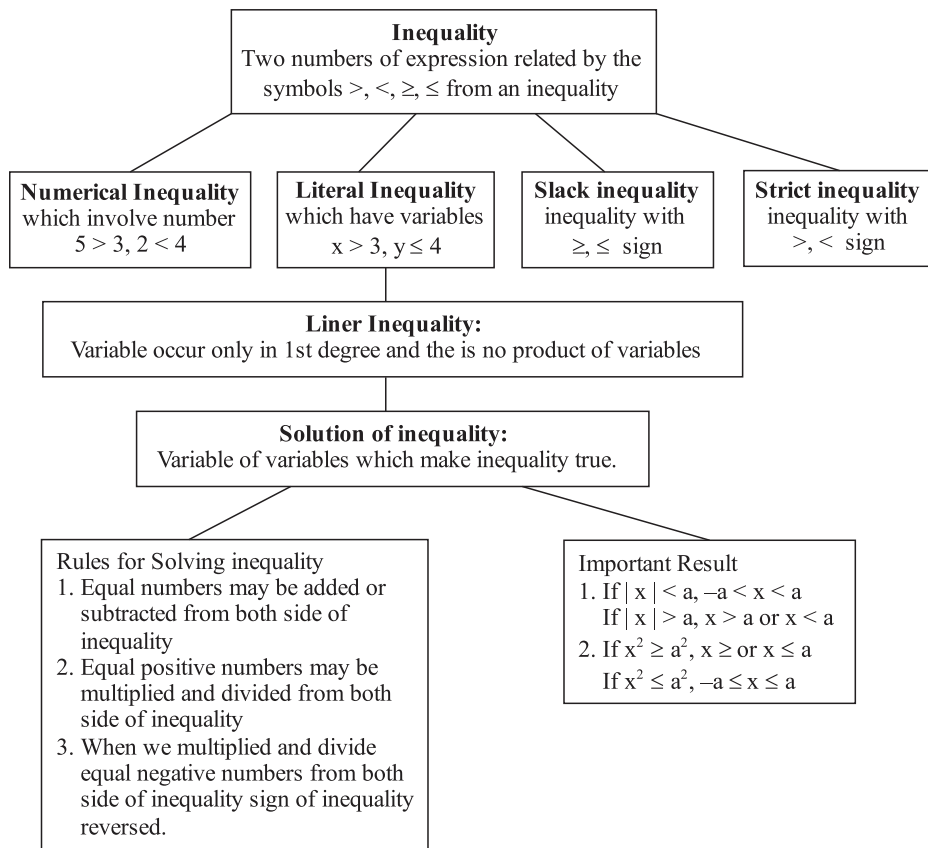 Inequality
Two numbers of expression related by the
symbols >, <, ≥, ≤ from an inequality
Numerical Inequality
which involve number
5 > 3, 2 < 4
Literal Inequality
which have variables
x > 3, y ≤ 4
Slack inequality
inequality with
≥, ≤ sign
Strict inequality
inequality with
>, < sign
Liner Inequality:
Variable occur only in 1st degree and the is no product of variables
Solution of inequality:
Variable of variables which make inequality true.
Rules for Solving inequality
1. Equal numbers may be added or
subtracted from both side of
inequality
2. Equal positive numbers may be
multiplied and divided from both
side of inequality
3. When we multiplied and divide
equal negative numbers from both
side of inequality sign of inequality
reversed.
Important Result
1. If | x | < a, –a < x < a
If | x | > a, x > a or x < a
2. If x² ≥ a², x ≥ or x ≤ a
If x² ≤ a², –a ≤ x ≤ a